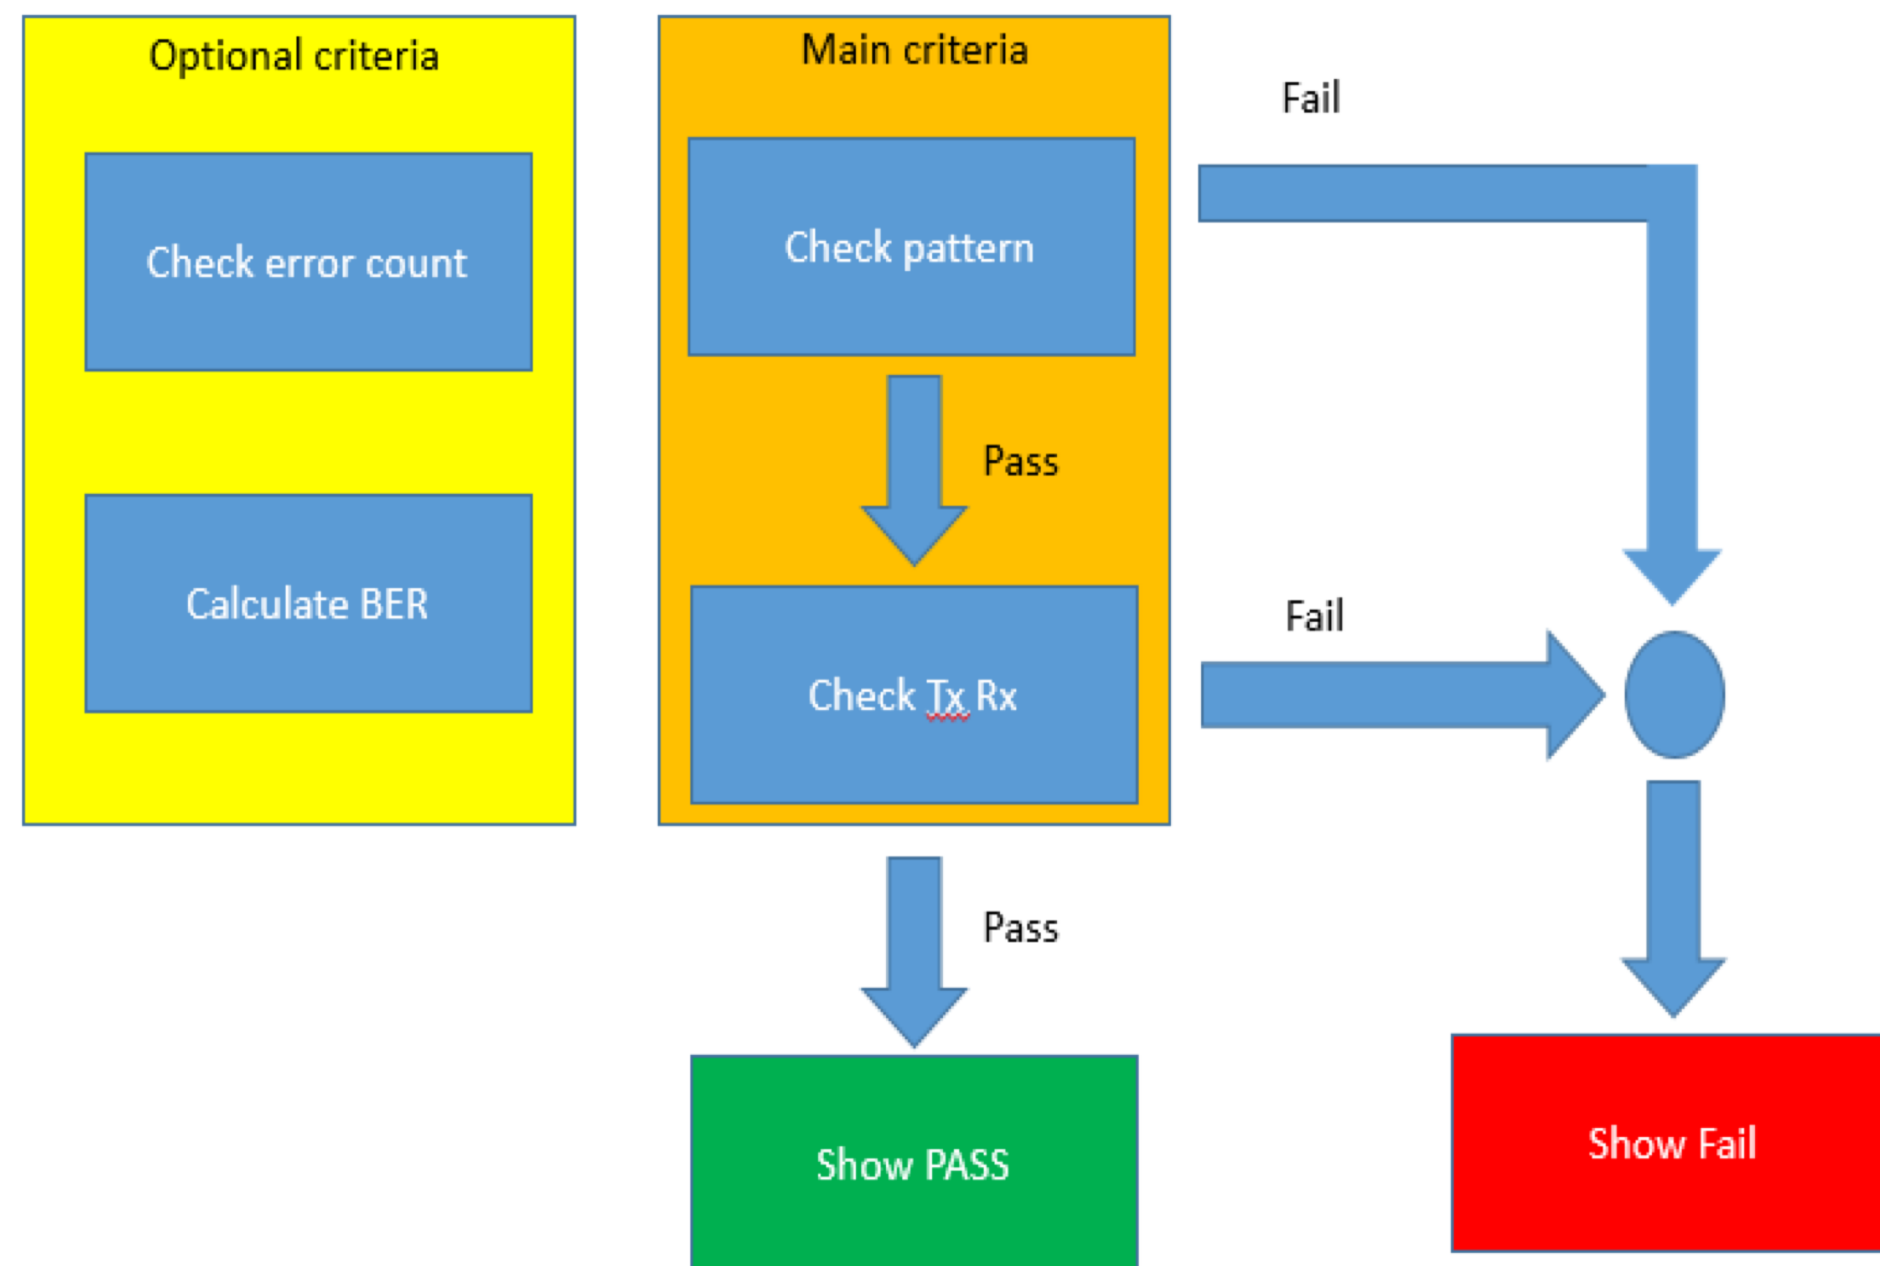 Optional criteria
Check error count
Calculate BER
Main criteria
Check pattern
Pass
Check Tx Rx
Pass
Show PASS
Fail
Fail
Show Fail